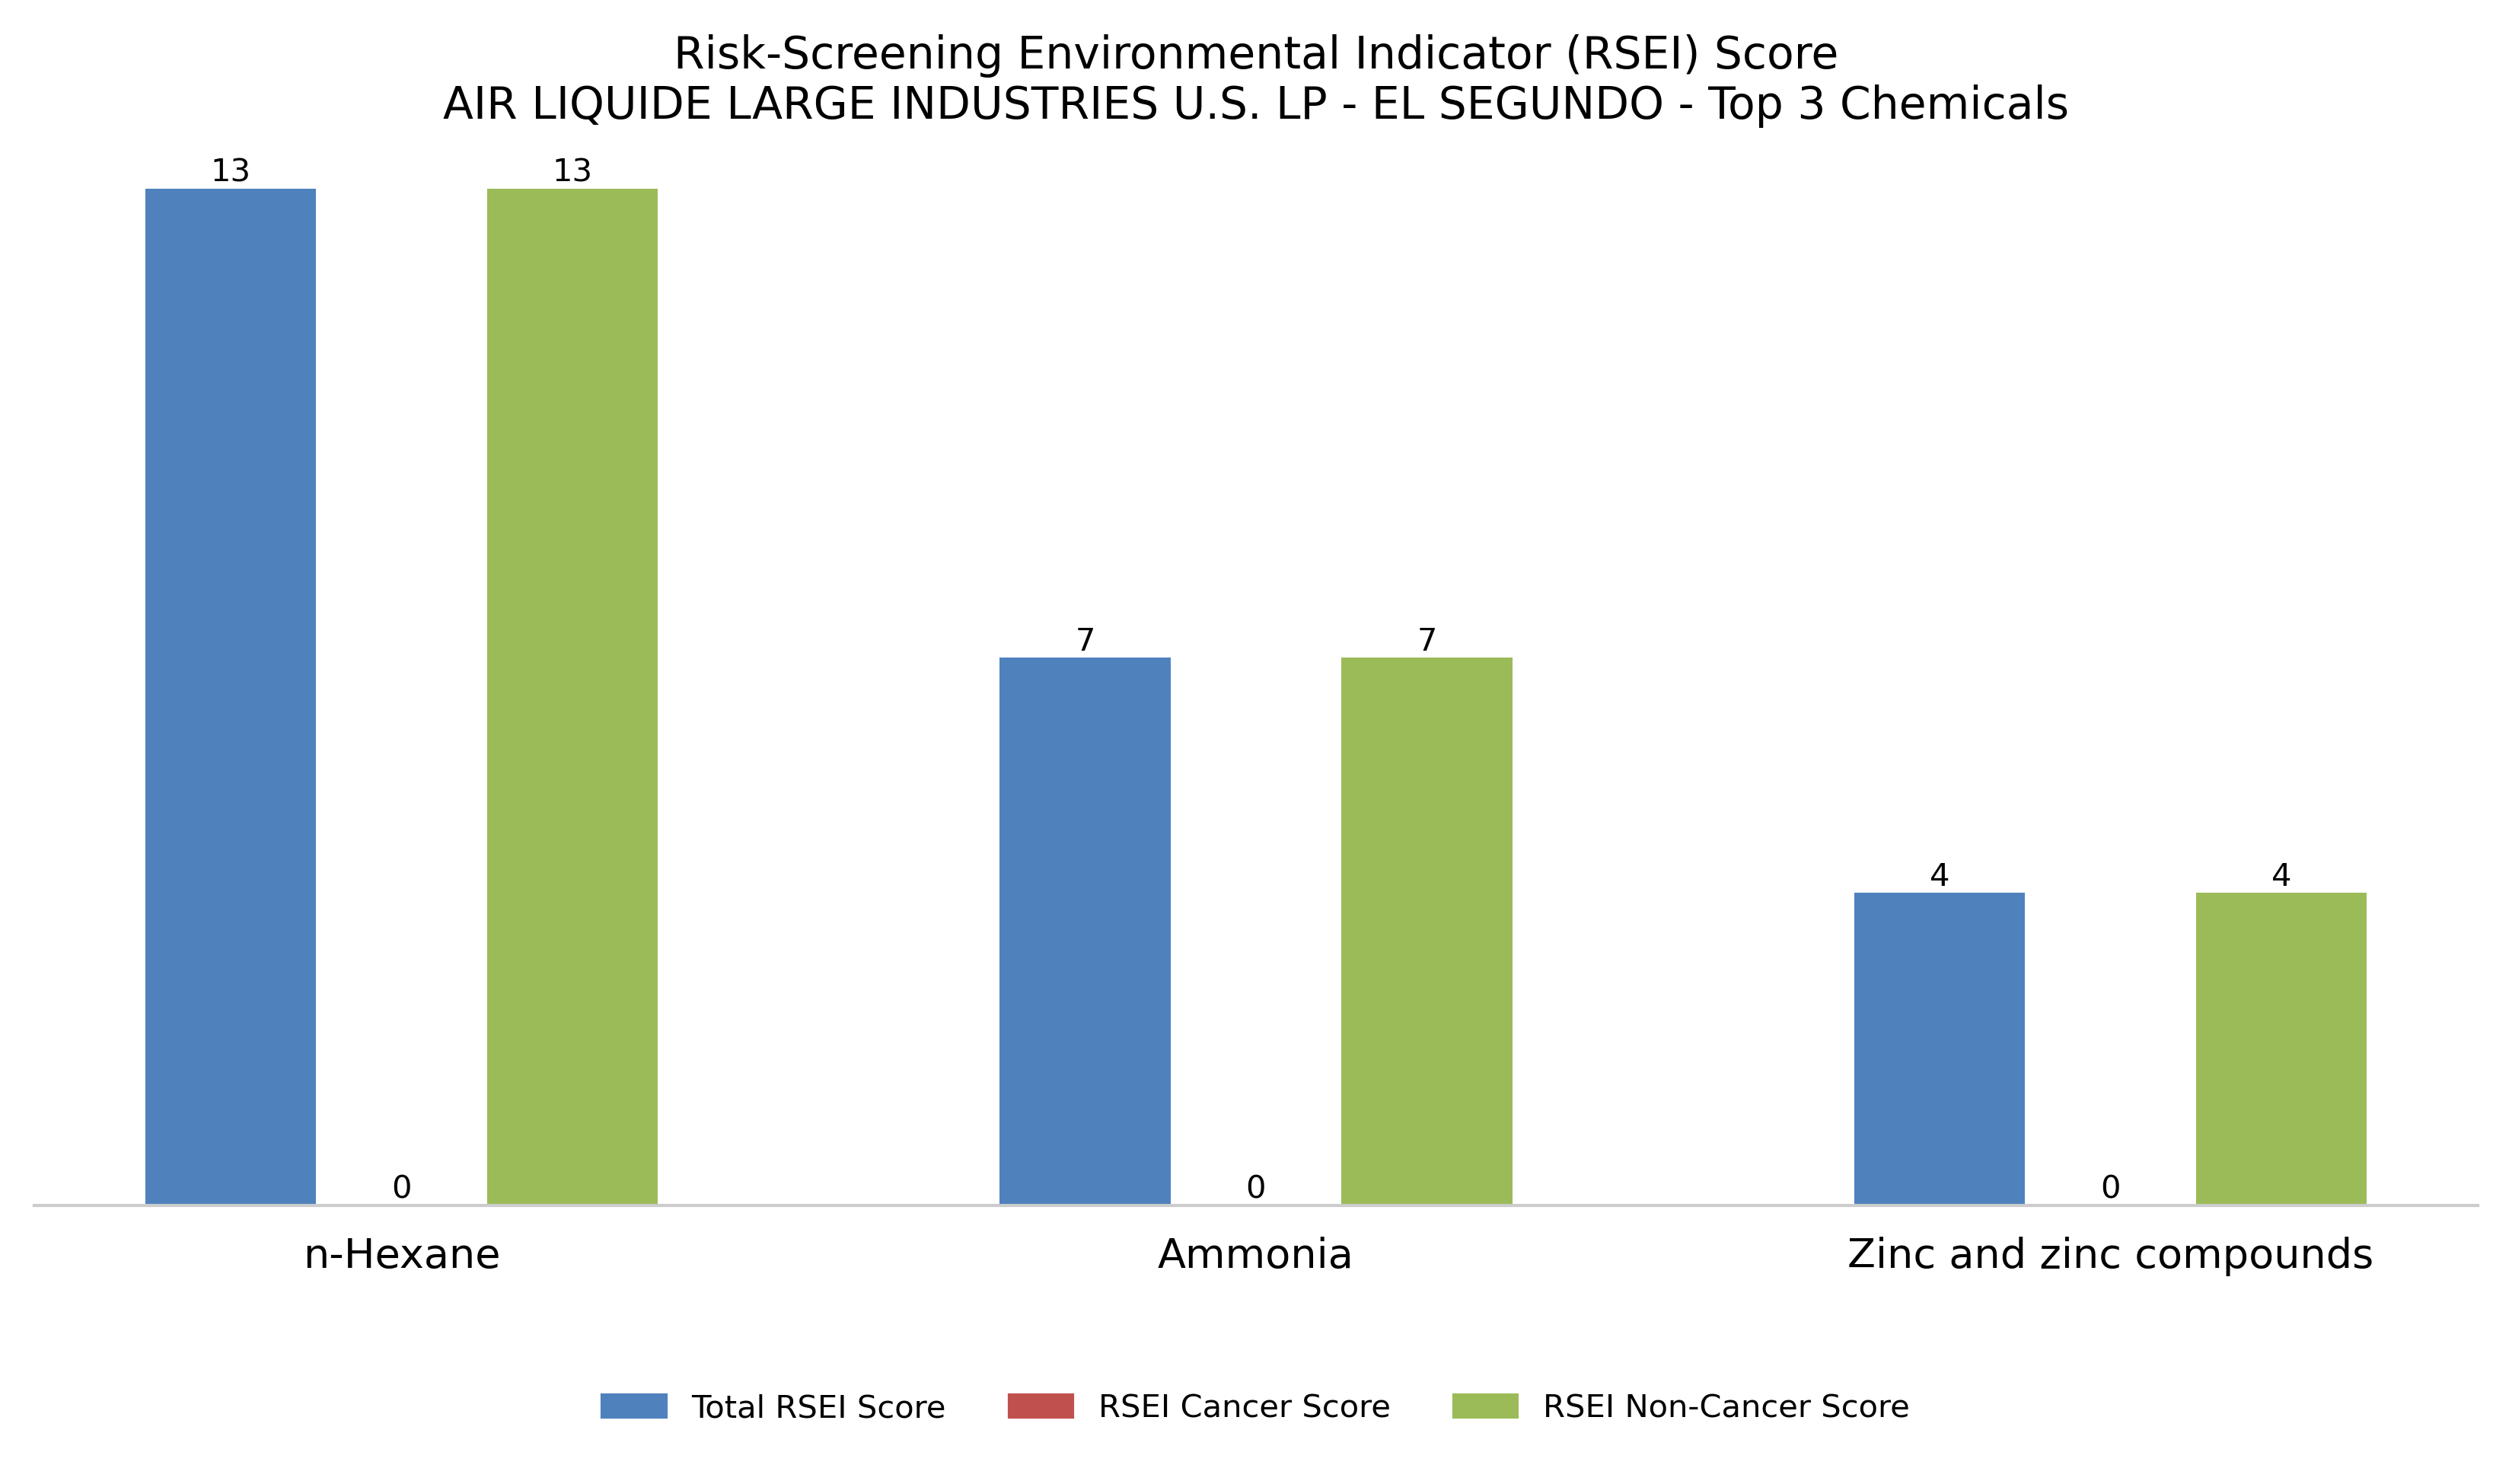 Risk-Screening Environmental Indicator (RSEI) Score
AIR LIQUIDE LARGE INDUSTRIES U.S. LP - EL SEGUNDO - Top 3 Chemicals
13
13
7
7
4
4
0
0
0
n-Hexane
Ammonia
Zinc and zinc compounds
Total RSEI Score
RSEI Cancer Score
RSEI Non-Cancer Score